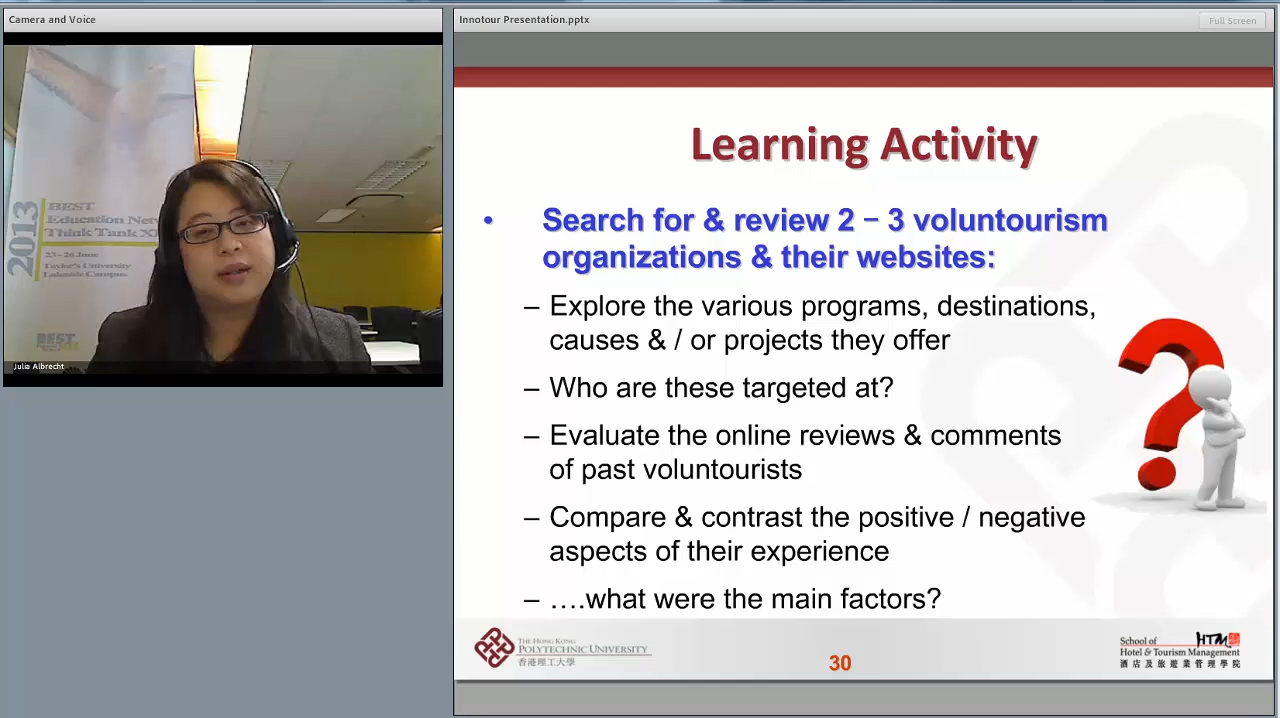 Camera and Voice
2013
BEST
Education Net
Think Tank XI
23 - 26 June
Taylor's University
Lakeside Campus
BEST
Julia Albrecht
Innotour Presentation.pptx
Full Screen
Learning Activity
• Search for & review 2 – 3 voluntourism
organizations & their websites:
– Explore the various programs, destinations,
causes & / or projects they offer
– Who are these targeted at?
– Evaluate the online reviews & comments
of past voluntourists
– Compare & contrast the positive / negative
aspects of their experience
– ….what were the main factors?
THE HONG KONG
POLYTECHNIC UNIVERSITY
香港理工大學
30
School of HTM
Hotel & Tourism Management
酒店及旅遊業管理學院